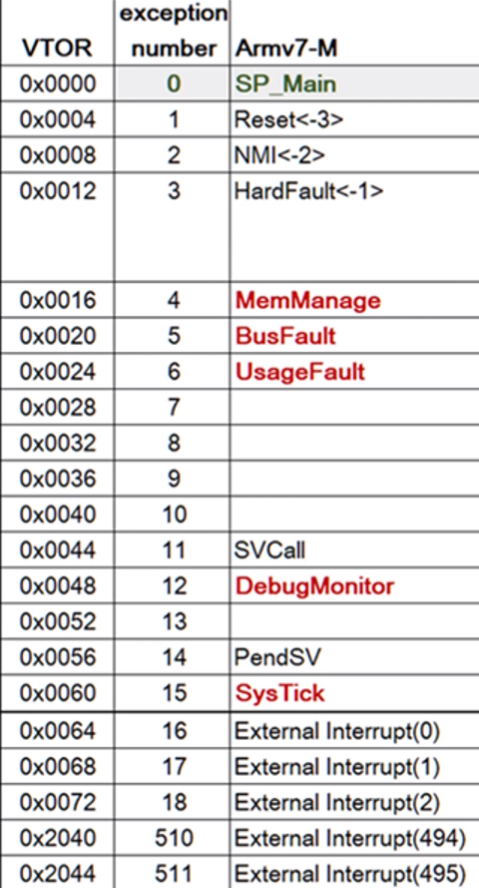 exception
VTOR number Armv7-M
0x0000 0 SP_Main
0x0004 1 Reset<-3>
0x0008 2 NMI<-2>
0x0012 3 HardFault<-1>
0x0016 4 MemManage
0x0020 5 BusFault
0x0024 6 UsageFault
0x0028 7
0x0032 8
0x0036 9
0x0040 10
0x0044 11 SVCall
0x0048 12 DebugMonitor
0x0052 13
0x0056 14 PendSV
0x0060 15 SysTick
0x0064 16 External Interrupt(0)
0x0068 17 External Interrupt(1)
0x0072 18 External Interrupt(2)
0x2040 510 External Interrupt(494)
0x2044 511 External Interrupt(495)